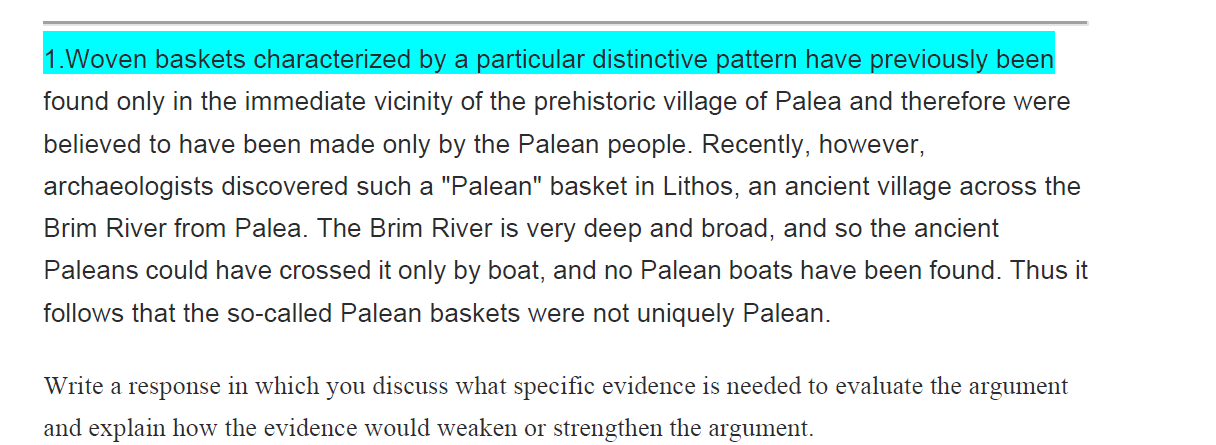 1.Woven baskets characterized by a particular distinctive pattern have previously been
found only in the immediate vicinity of the prehistoric village of Palea and therefore were
believed to have been made only by the Palean people. Recently, however,
archaeologists discovered such a "Palean" basket in Lithos, an ancient village across the
Brim River from Palea. The Brim River is very deep and broad, and so the ancient
Paleans could have crossed it only by boat, and no Palean boats have been found. Thus it
follows that the so-called Palean baskets were not uniquely Palean.
Write a response in which you discuss what specific evidence is needed to evaluate the argument
and explain how the evidence would weaken or strengthen the argument.